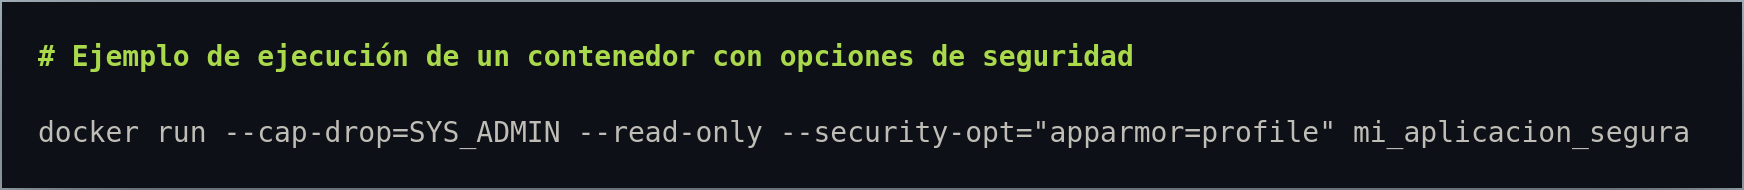 # Ejemplo de ejecución de un contenedor con opciones de seguridad
docker run --cap-drop=SYS_ADMIN --read-only --security-opt="apparmor=profile" mi_aplicacion_segura